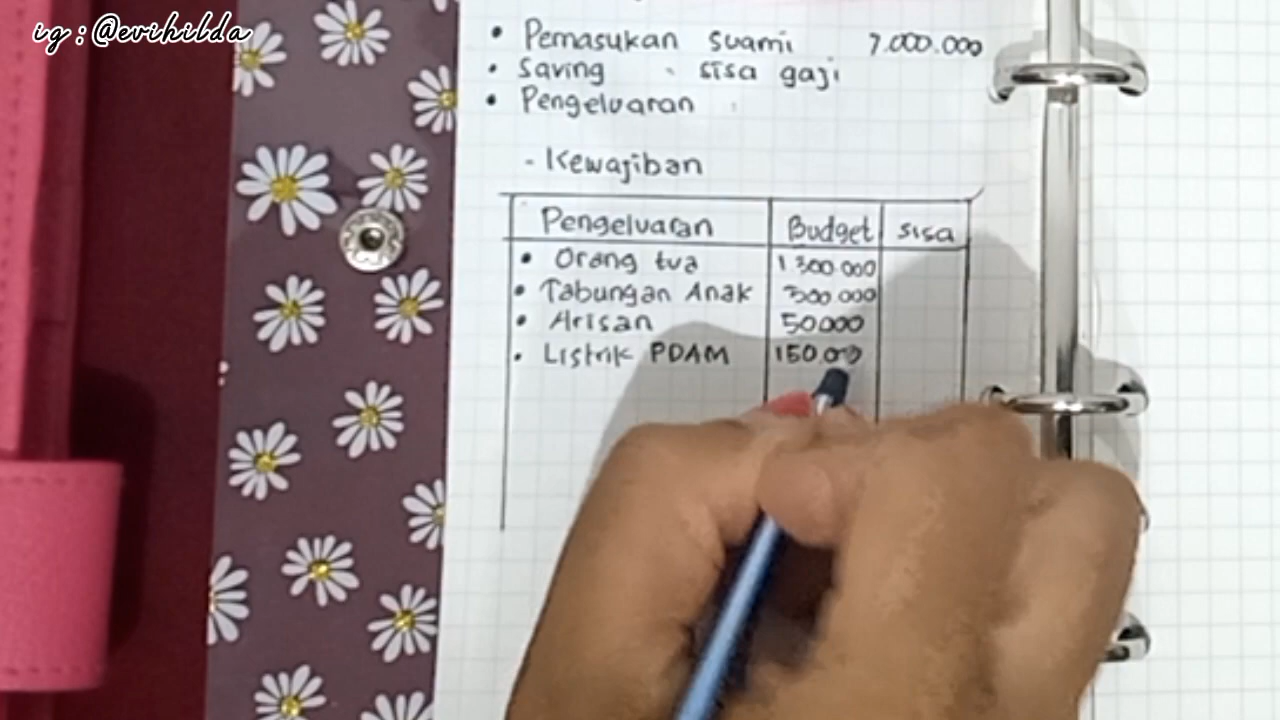 ig : @evihilda
• Pemasukan suami 7.000.000
• Saving - sisa gaji
• Pengeluaran
- Kewajiban
Pengeluaran Budget sisa
• Orang tua 1.300.000
• Tabungan Anak 300.000
• Arisan 50.000
• Listrik PDAM 150.00